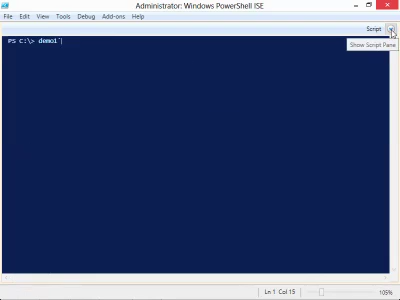 Administrator: Windows PowerShell ISE
File Edit View Tools Debug Add-ons Help
Script
Show Script Pane
PS C:\> demo1
Ln 1 Col 15
105%